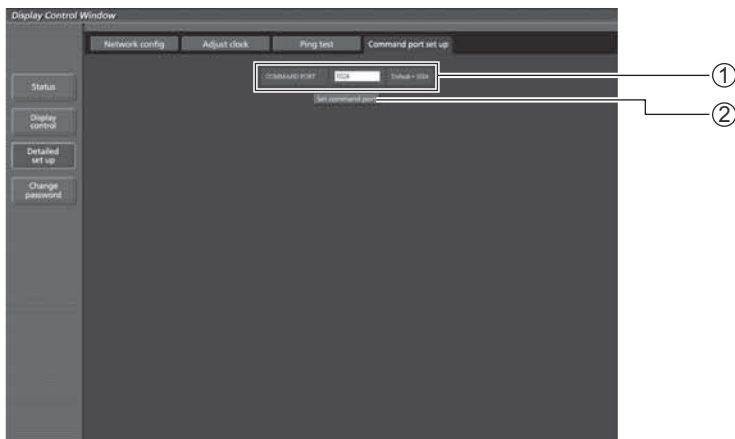 Display Control Window
Network config
Adjust clock
Ping test
Command port set up
COMMAND PORT
1024
Default = 1024
Set command port
Status
Display
control
Detailed
set up
Change
password
①
②